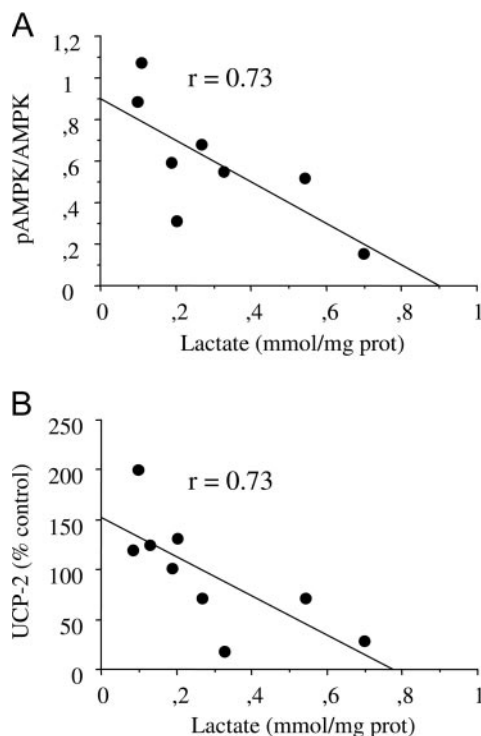 A
1,2
1
,8
,6
,4
,2
0
pAMPK/AMPK
r = 0.73
0 ,2 ,4 ,6 ,8 1
Lactate (mmol/mg prot)
B
250
200
150
100
50
0
UCP-2 (% control)
r = 0.73
0 ,2 ,4 ,6 ,8 1
Lactate (mmol/mg prot)